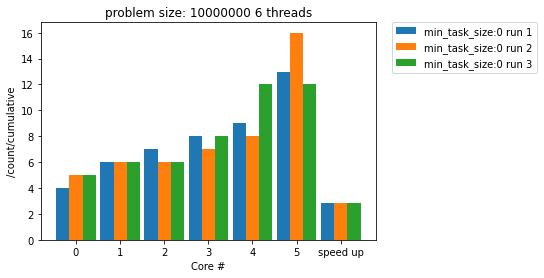 problem size: 10000000 6 threads
min_task_size:0 run 1
min_task_size:0 run 2
min_task_size:0 run 3
/count/cumulative
16
14
12
10
8
6
4
2
0
0 1 2 3 4 5 speed up
Core #